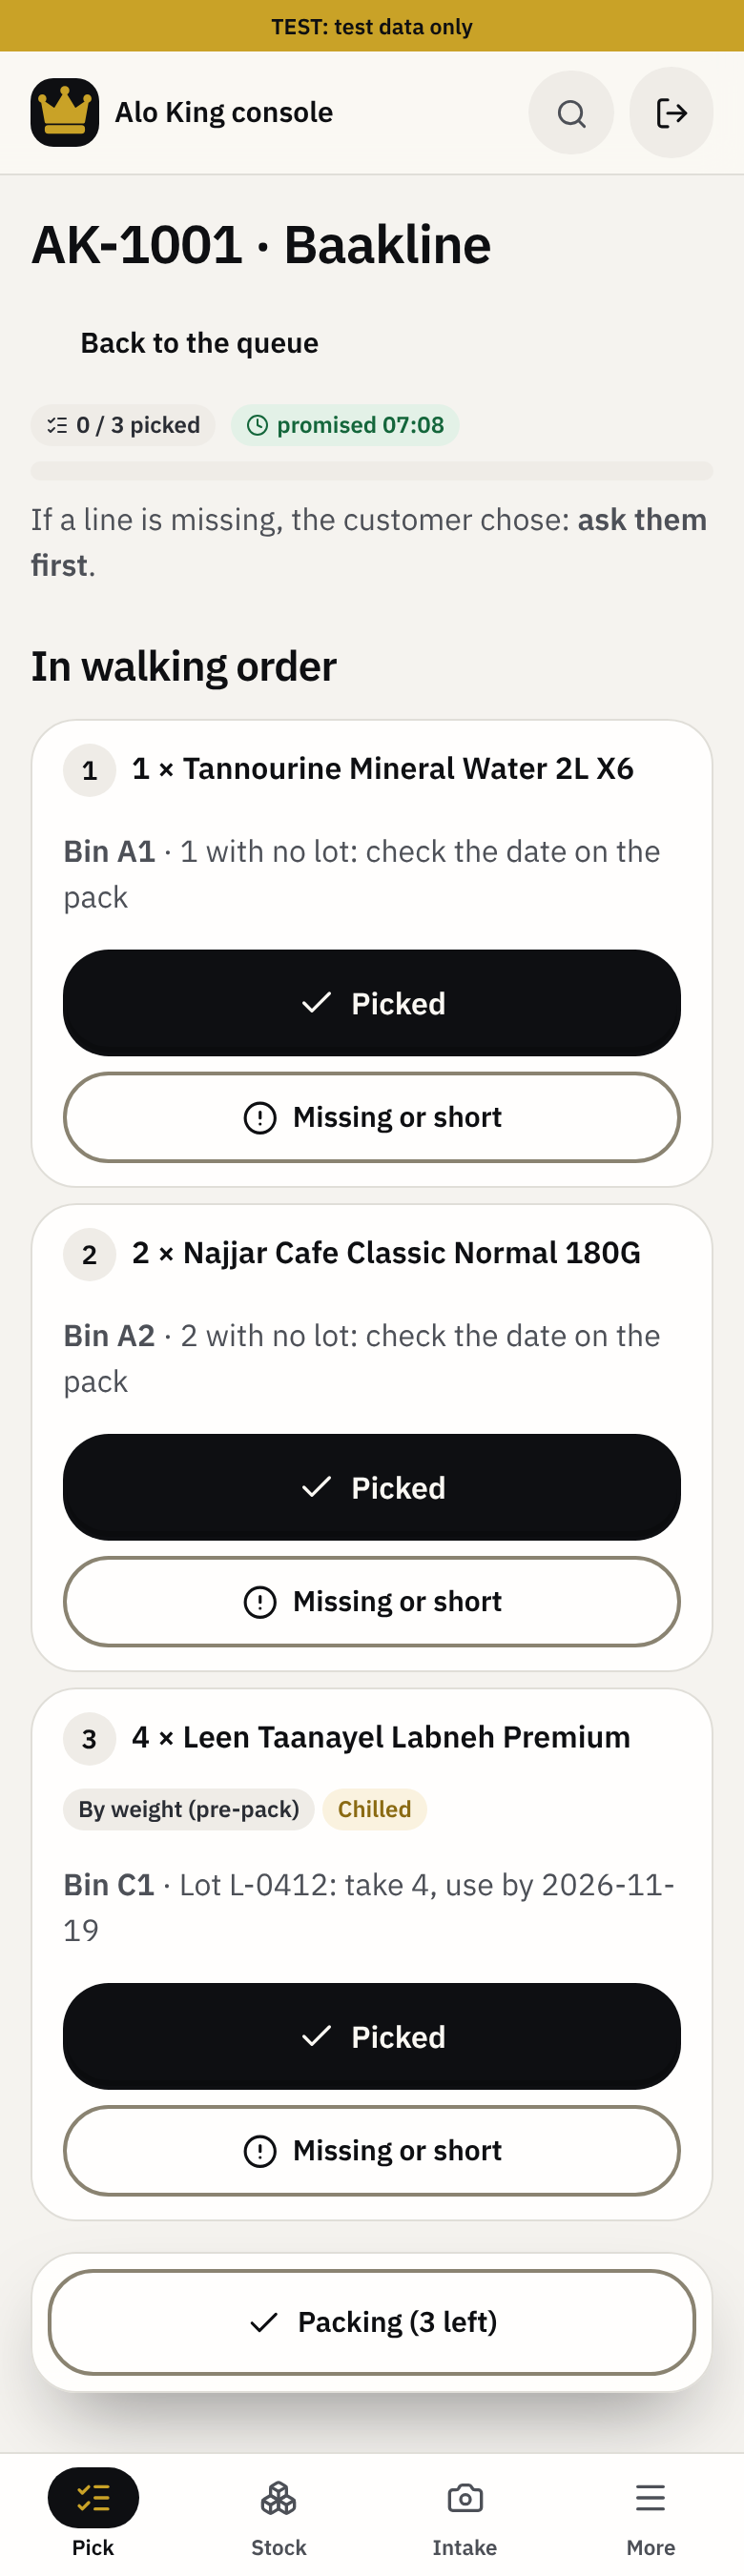 TEST: test data only
Alo King console
AK-1001 · Baakline
Back to the queue
0 / 3 picked
promised 07:08
If a line is missing, the customer chose: ask them
first.
In walking order
1
1 × Tannourine Mineral Water 2L X6
Bin A1 · 1 with no lot: check the date on the
pack
Picked
Missing or short
2
2 × Najjar Cafe Classic Normal 180G
Bin A2 · 2 with no lot: check the date on the
pack
Picked
Missing or short
3
4 × Leen Taanayel Labneh Premium
By weight (pre-pack)
Chilled
Bin C1 · Lot L-0412: take 4, use by 2026-11-
19
Picked
Missing or short
Packing (3 left)
Pick
Stock
Intake
More